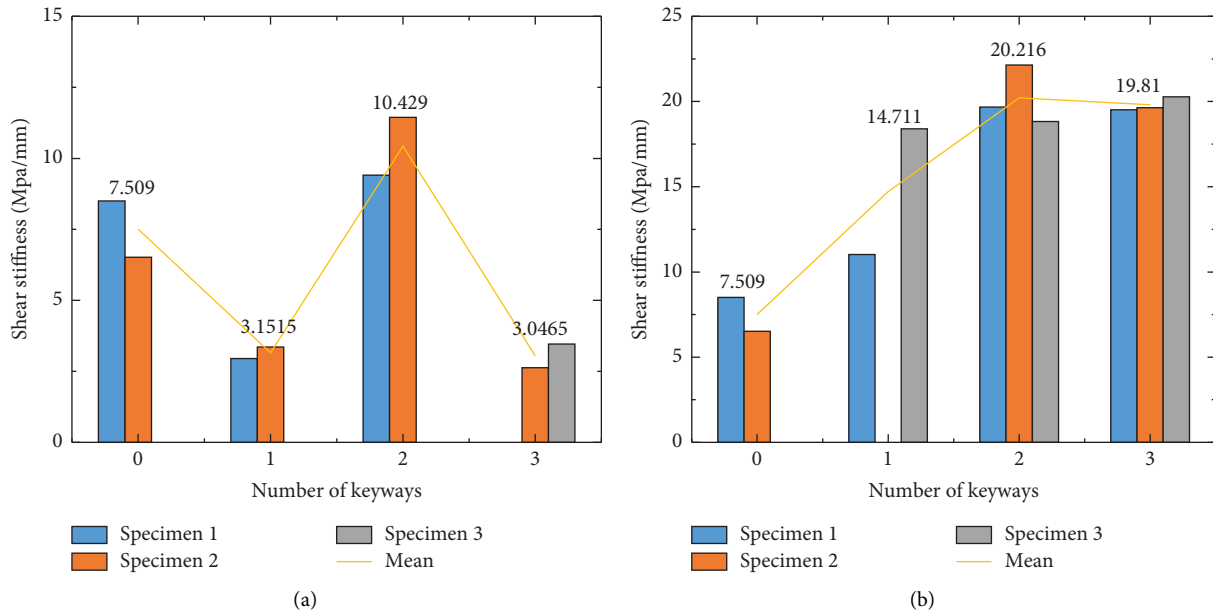 15
10
5
0
Shear stiffness (Mpa/mm)
7.509
3.1515
10.429
3.0465
0 1 2 3
Number of keyways
Specimen 1
Specimen 2
Specimen 3
Mean
(a)
25
20
15
10
5
0
Shear stiffness (Mpa/mm)
7.509
14.711
20.216
19.81
0 1 2 3
Number of keyways
Specimen 1
Specimen 2
Specimen 3
Mean
(b)